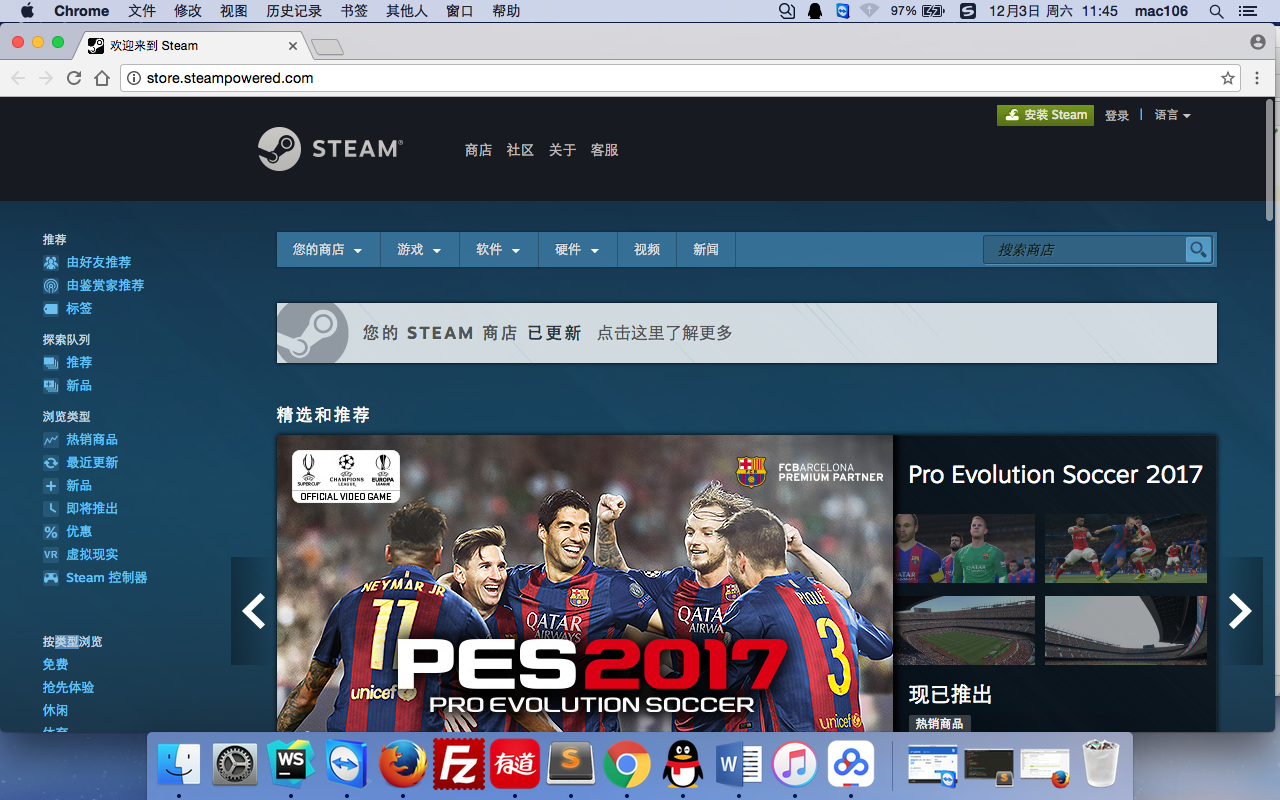 Chrome 文件 修改 视图 历史记录 书签 其他人 窗口 帮助 97% 12月3日 周六 11:45 mac106
欢迎来到 Steam
store.steampowered.com
安装 Steam 登录 | 语言
STEAM® 商店 社区 关于 客服
您的商店 游戏 软件 硬件 视频 新闻 搜索商店
推荐
由好友推荐
由鉴赏家推荐
标签
探索队列
推荐
新品
浏览类型
热销商品
最近更新
新品
即将推出
优惠
VR 虚拟现实
Steam 控制器
按类型浏览
免费
抢先体验
休闲
体育
您的 STEAM 商店 已更新 点击这里了解更多
精选和推荐
SUPERCUP CHAMPIONS LEAGUE EUROPA LEAGUE
OFFICIAL VIDEO GAME
FCBARCELONA
PREMIUM PARTNER
NEYMAR JR
11
QATAR
AIRWAYS
QATAR
AIRWAYS
PIQUÉ
3
unicef
unicef
PES2017
PRO EVOLUTION SOCCER
Pro Evolution Soccer 2017
现已推出
热销商品
WS
Fz
有道
S
W